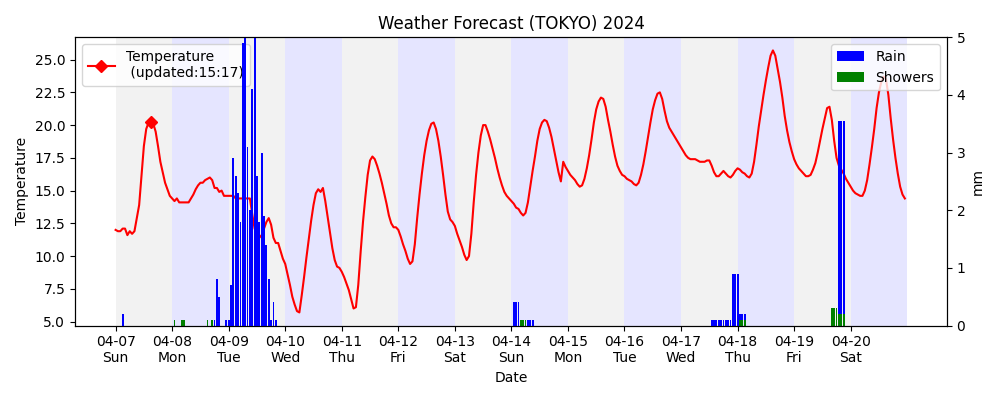 Weather Forecast (TOKYO) 2024
Temperature
(updated:15:17)
Rain
Showers
Temperature
25.0
22.5
20.0
17.5
15.0
12.5
10.0
7.5
5.0
5
4
3
2
1
0
mm
04-07 04-08 04-09 04-10 04-11 04-12 04-13 04-14 04-15 04-16 04-17 04-18 04-19 04-20
Sun Mon Tue Wed Thu Fri Sat Sun Mon Tue Wed Thu Fri Sat
Date